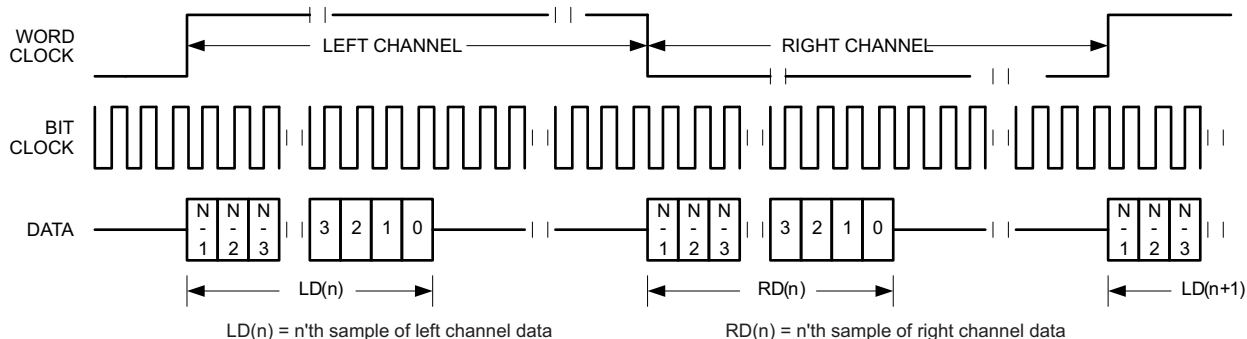 WORD
CLOCK
LEFT CHANNEL
RIGHT CHANNEL
BIT
CLOCK
DATA
N
-
1
N
-
2
N
-
3
3
2
1
0
N
-
1
N
-
2
N
-
3
3
2
1
0
N
-
1
N
-
2
N
-
3
LD(n)
RD(n)
LD(n+1)
LD(n) = n'th sample of left channel data
RD(n) = n'th sample of right channel data